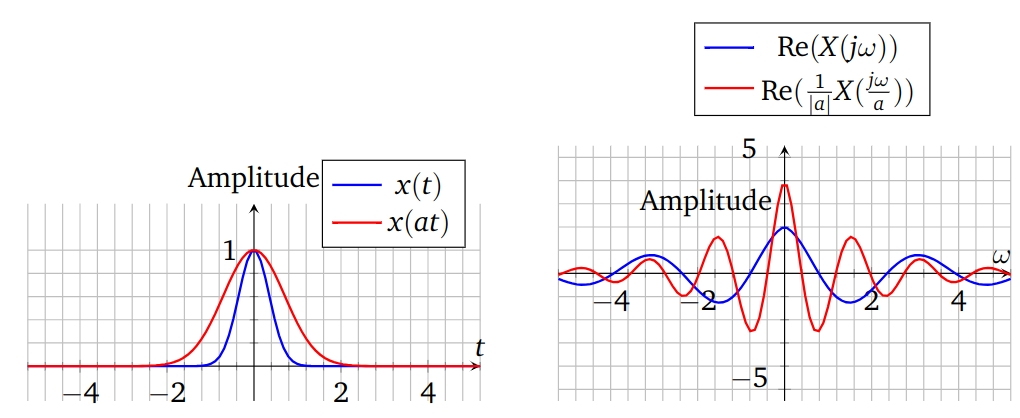 Amplitude
x(t)
x(at)
1
t
−4 −2 2 4
Re(X(jω))
Re(1/|a| X(jω/a))
5
Amplitude
ω
−4 −2 2 4
−5